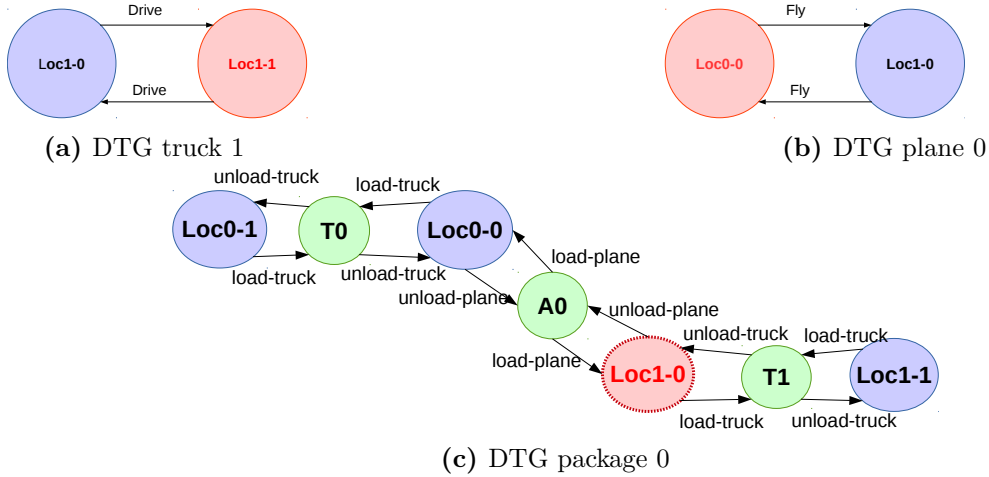 Drive
Loc1-0
Loc1-1
Drive
(a) DTG truck 1
Fly
Loc0-0
Loc1-0
Fly
(b) DTG plane 0
unload-truck
load-truck
Loc0-1
T0
Loc0-0
load-truck
unload-truck
load-plane
unload-plane
A0
unload-plane
load-plane
unload-truck
load-truck
Loc1-0
T1
Loc1-1
load-truck
unload-truck
(c) DTG package 0